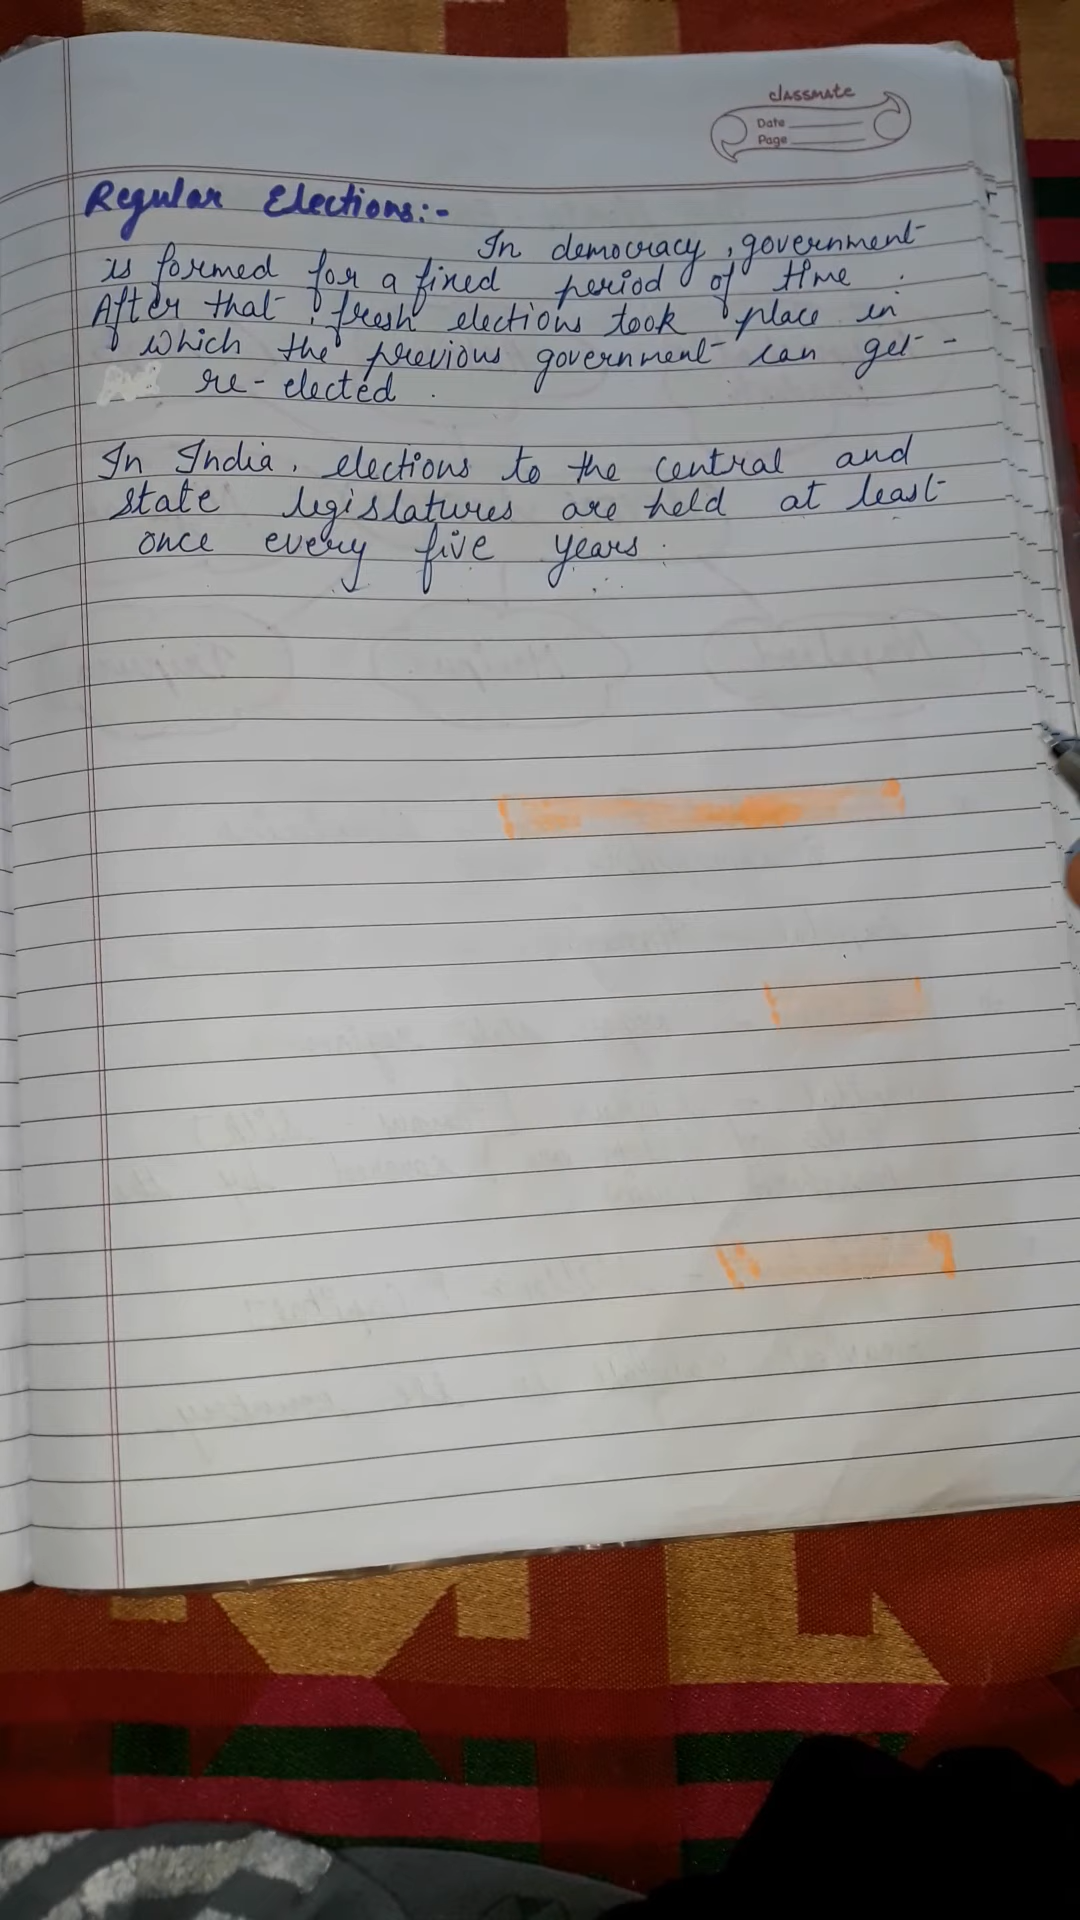 classmate
Date
Page
Regular Elections:-
In democracy, government
is formed for a fixed period of time.
After that, fresh elections took place in
which the previous government can get
re-elected.
In India, elections to the central and
state legislatures are held at least
once every five years.